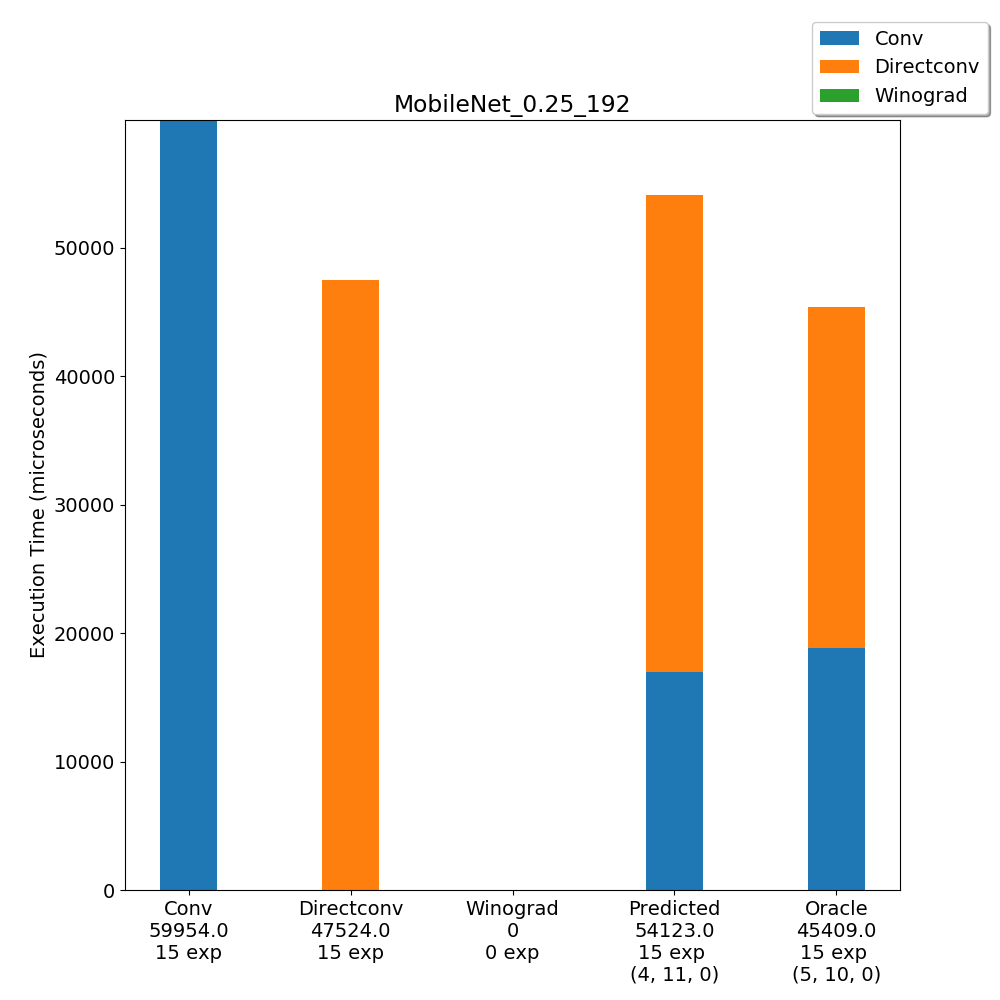 Conv
Directconv
Winograd
MobileNet_0.25_192
Execution Time (microseconds)
50000
40000
30000
20000
10000
0
Conv Directconv Winograd Predicted Oracle
59954.0 47524.0 0 54123.0 45409.0
15 exp 15 exp 0 exp 15 exp 15 exp
(4, 11, 0) (5, 10, 0)